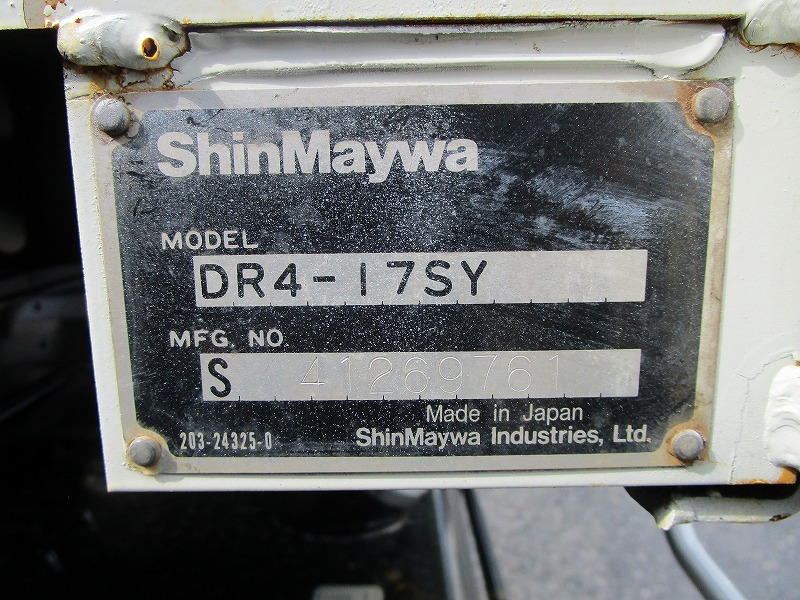 ShinMaywa
MODEL
DR4-17SY
MFG. NO
S 41269761
Made in Japan
203-24325-0 ShinMaywa Industries, Ltd.